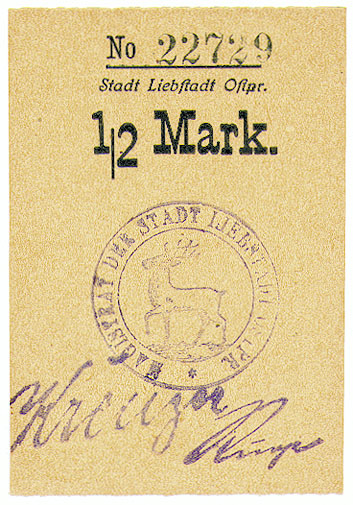 No 22729
Stadt Liebſtadt Oſtpr.
1/2 Mark.
MAGISTRAT DER STADT LIEBSTADT OSTPR. *